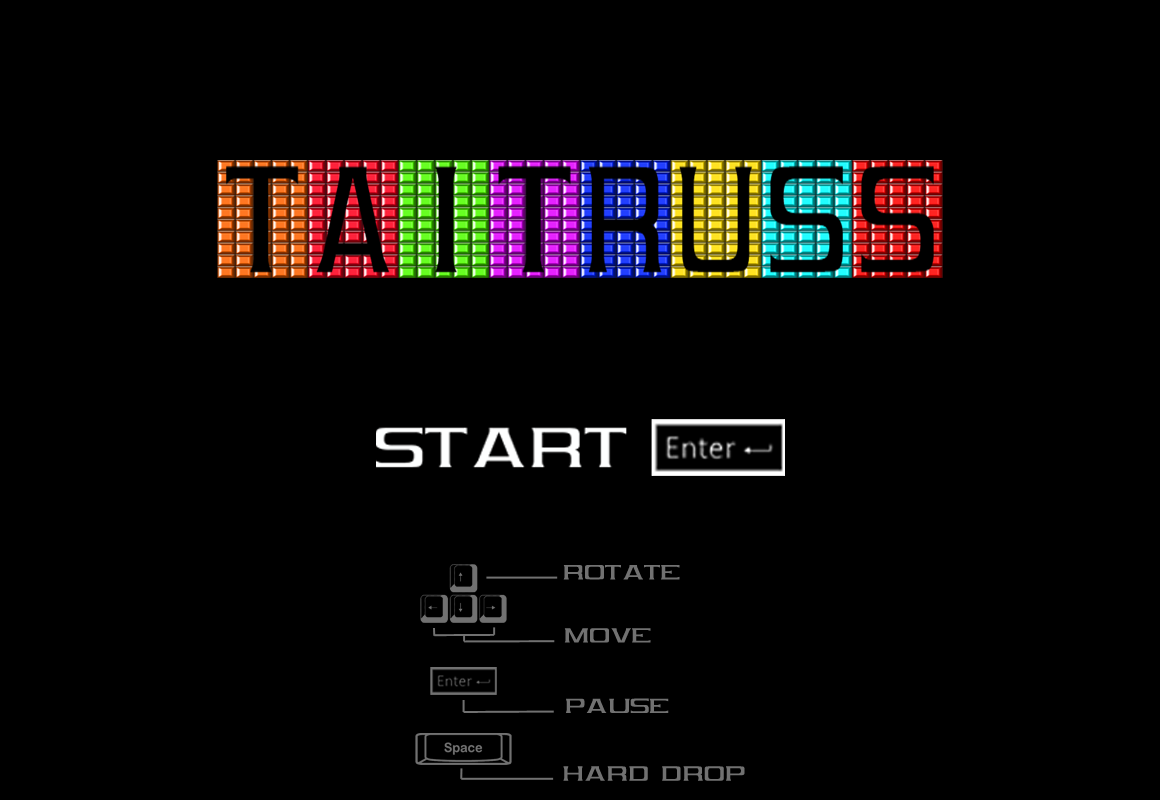 TAITRUSS
START Enter ↵
↑ ROTATE
← ↓ →
MOVE
Enter ↵
PAUSE
Space
HARD DROP